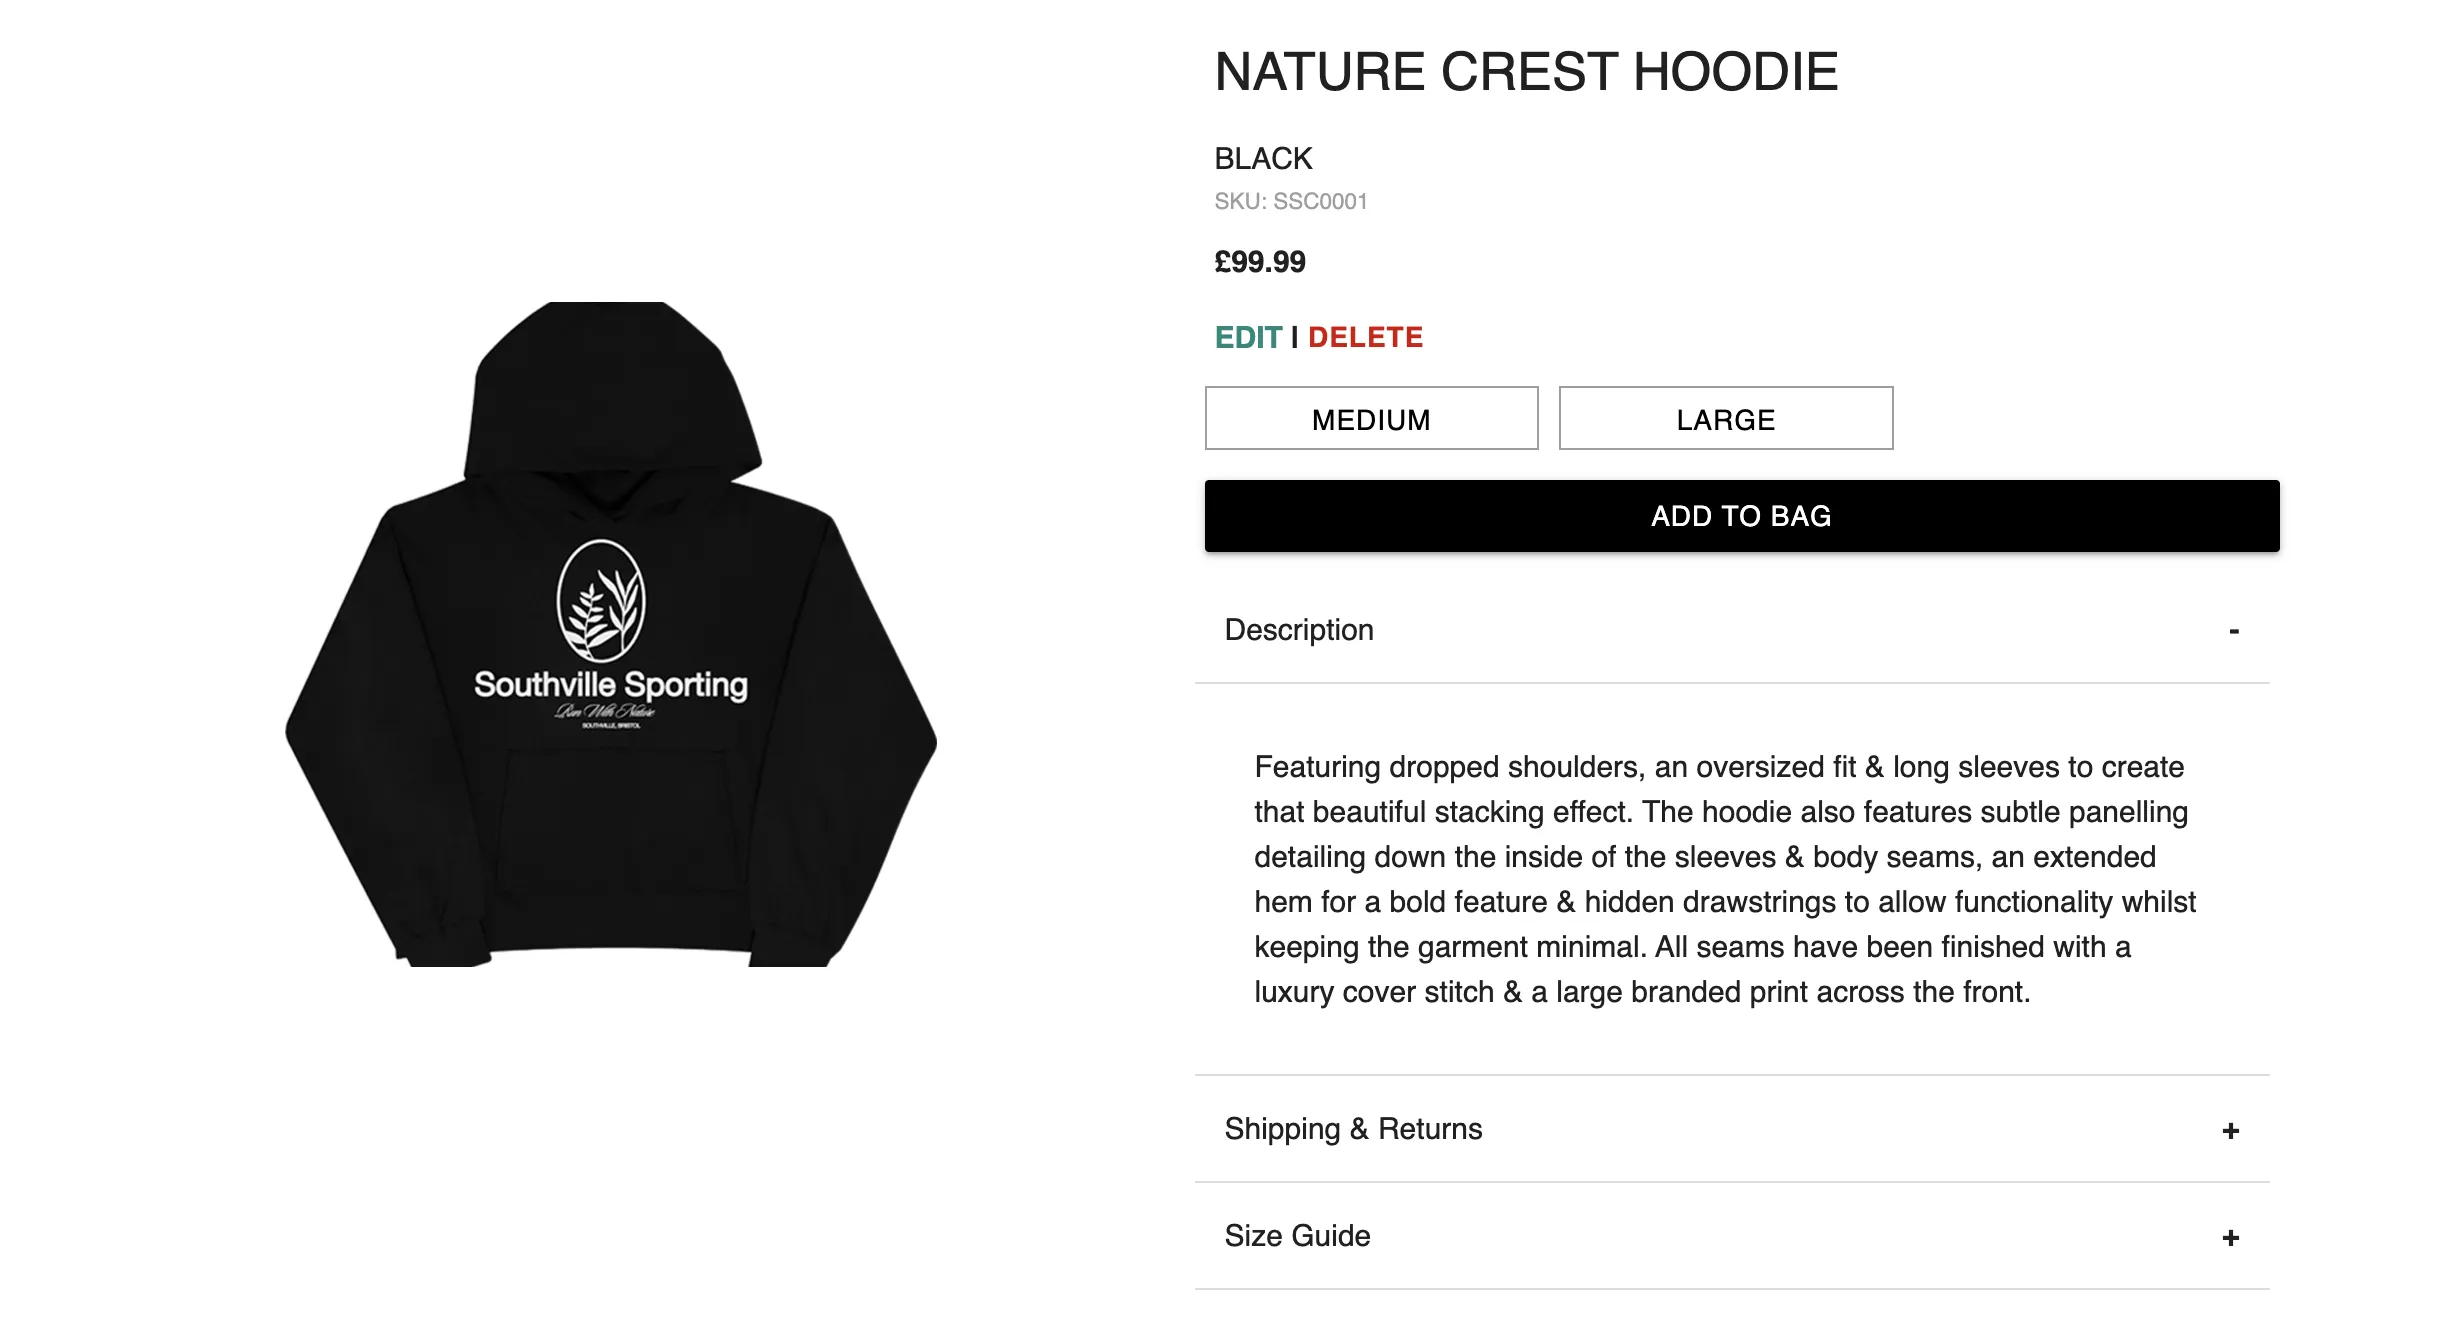 NATURE CREST HOODIE
BLACK
SKU: SSC0001
£99.99
EDIT | DELETE
MEDIUM
LARGE
ADD TO BAG
Southville Sporting
Run With Nature
SOUTHVILLE, BRISTOL
Description
-
Featuring dropped shoulders, an oversized fit & long sleeves to create
that beautiful stacking effect. The hoodie also features subtle panelling
detailing down the inside of the sleeves & body seams, an extended
hem for a bold feature & hidden drawstrings to allow functionality whilst
keeping the garment minimal. All seams have been finished with a
luxury cover stitch & a large branded print across the front.
Shipping & Returns
+
Size Guide
+